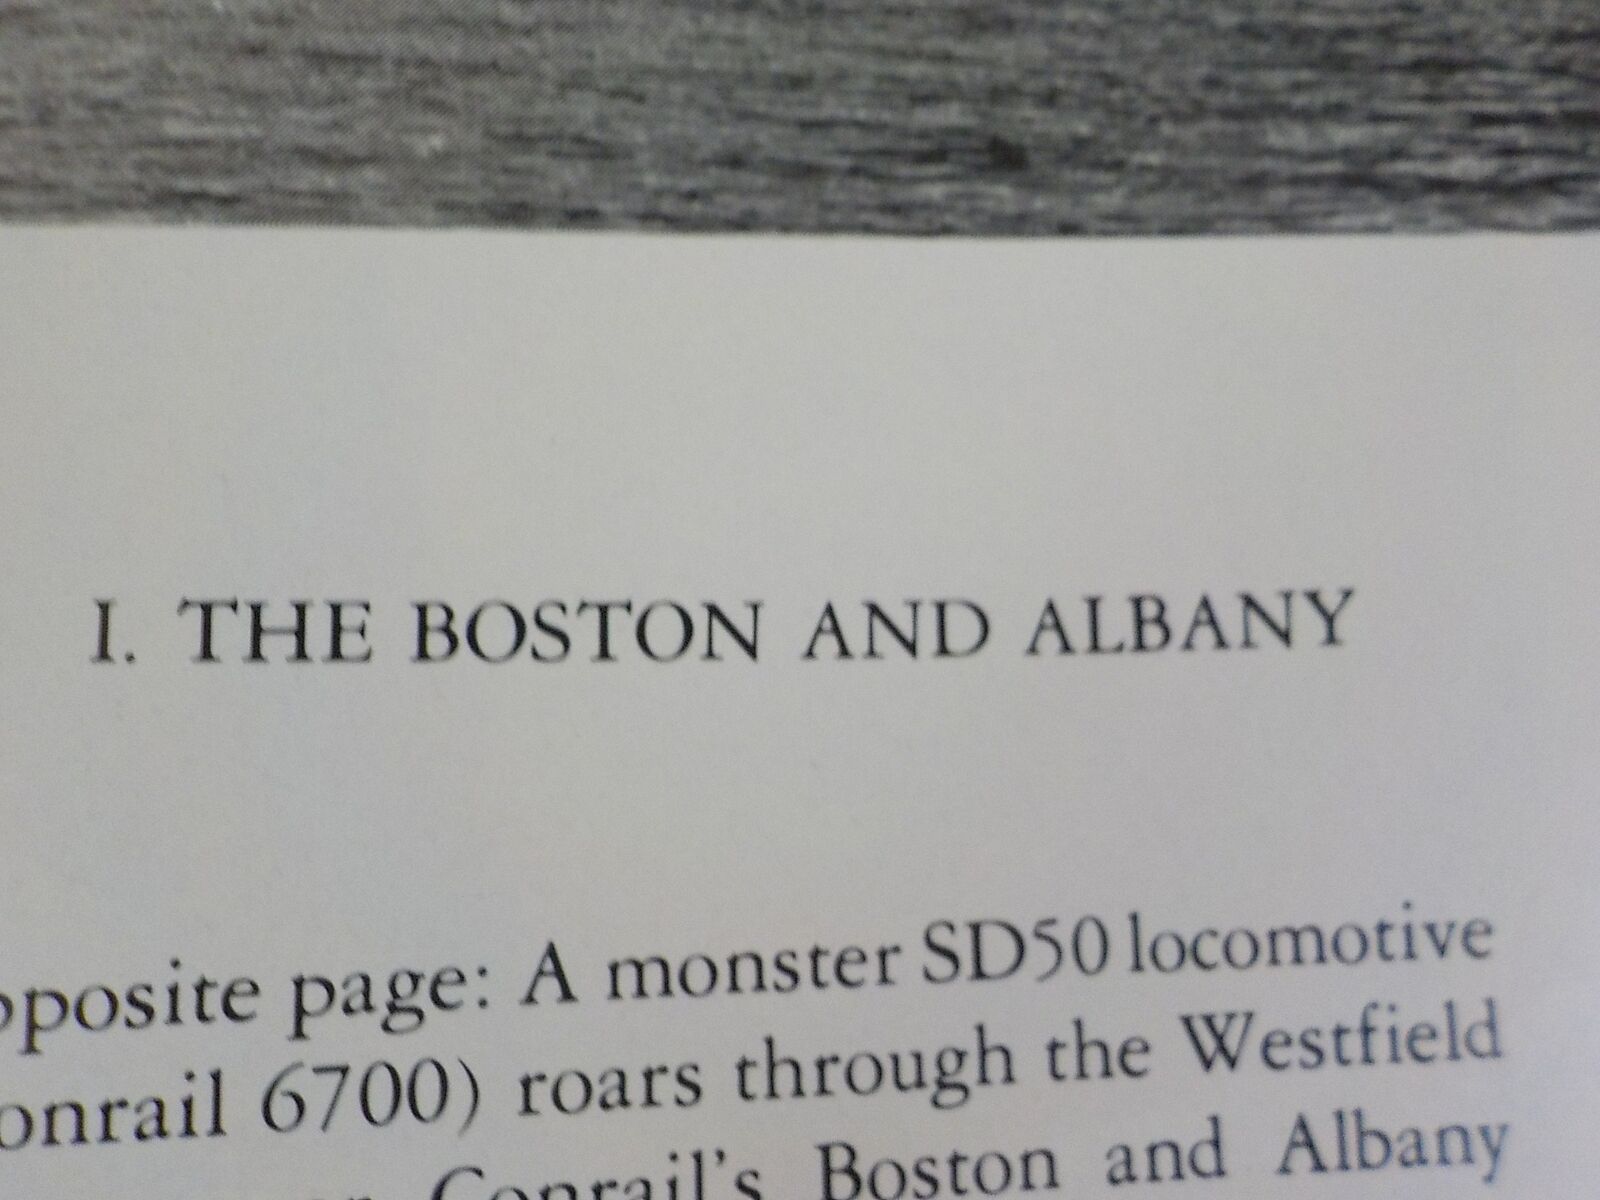 I. THE BOSTON AND ALBANY
pposite page: A monster SD50 locomotive
onrail 6700) roars through the Westfield
Conrail's Boston and Albany